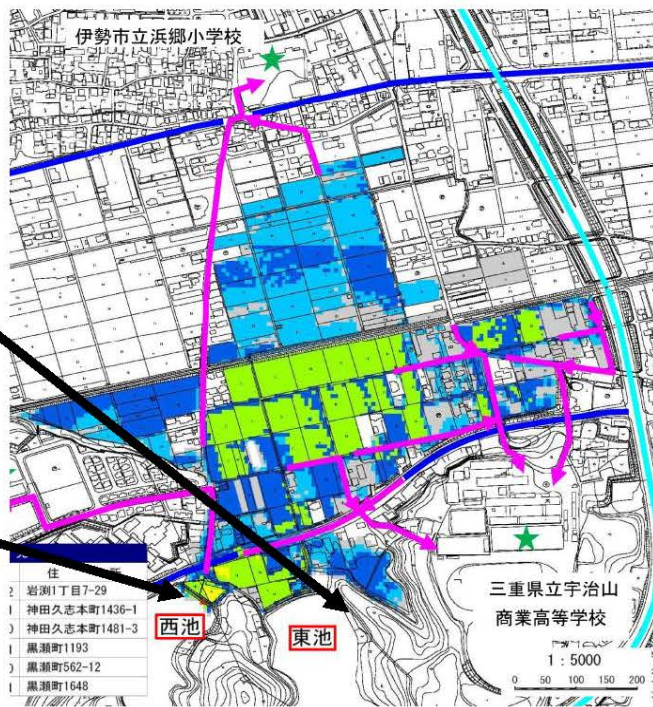 伊勢市立浜郷小学校
住
岩渕1丁目7-29
神田久志本町1436-1
神田久志本町1481-3
黒瀬町1193
黒瀬町562-12
黒瀬町1648
西池
東池
三重県立宇治山
商業高等学校
1：5000
0 50 100 150 200